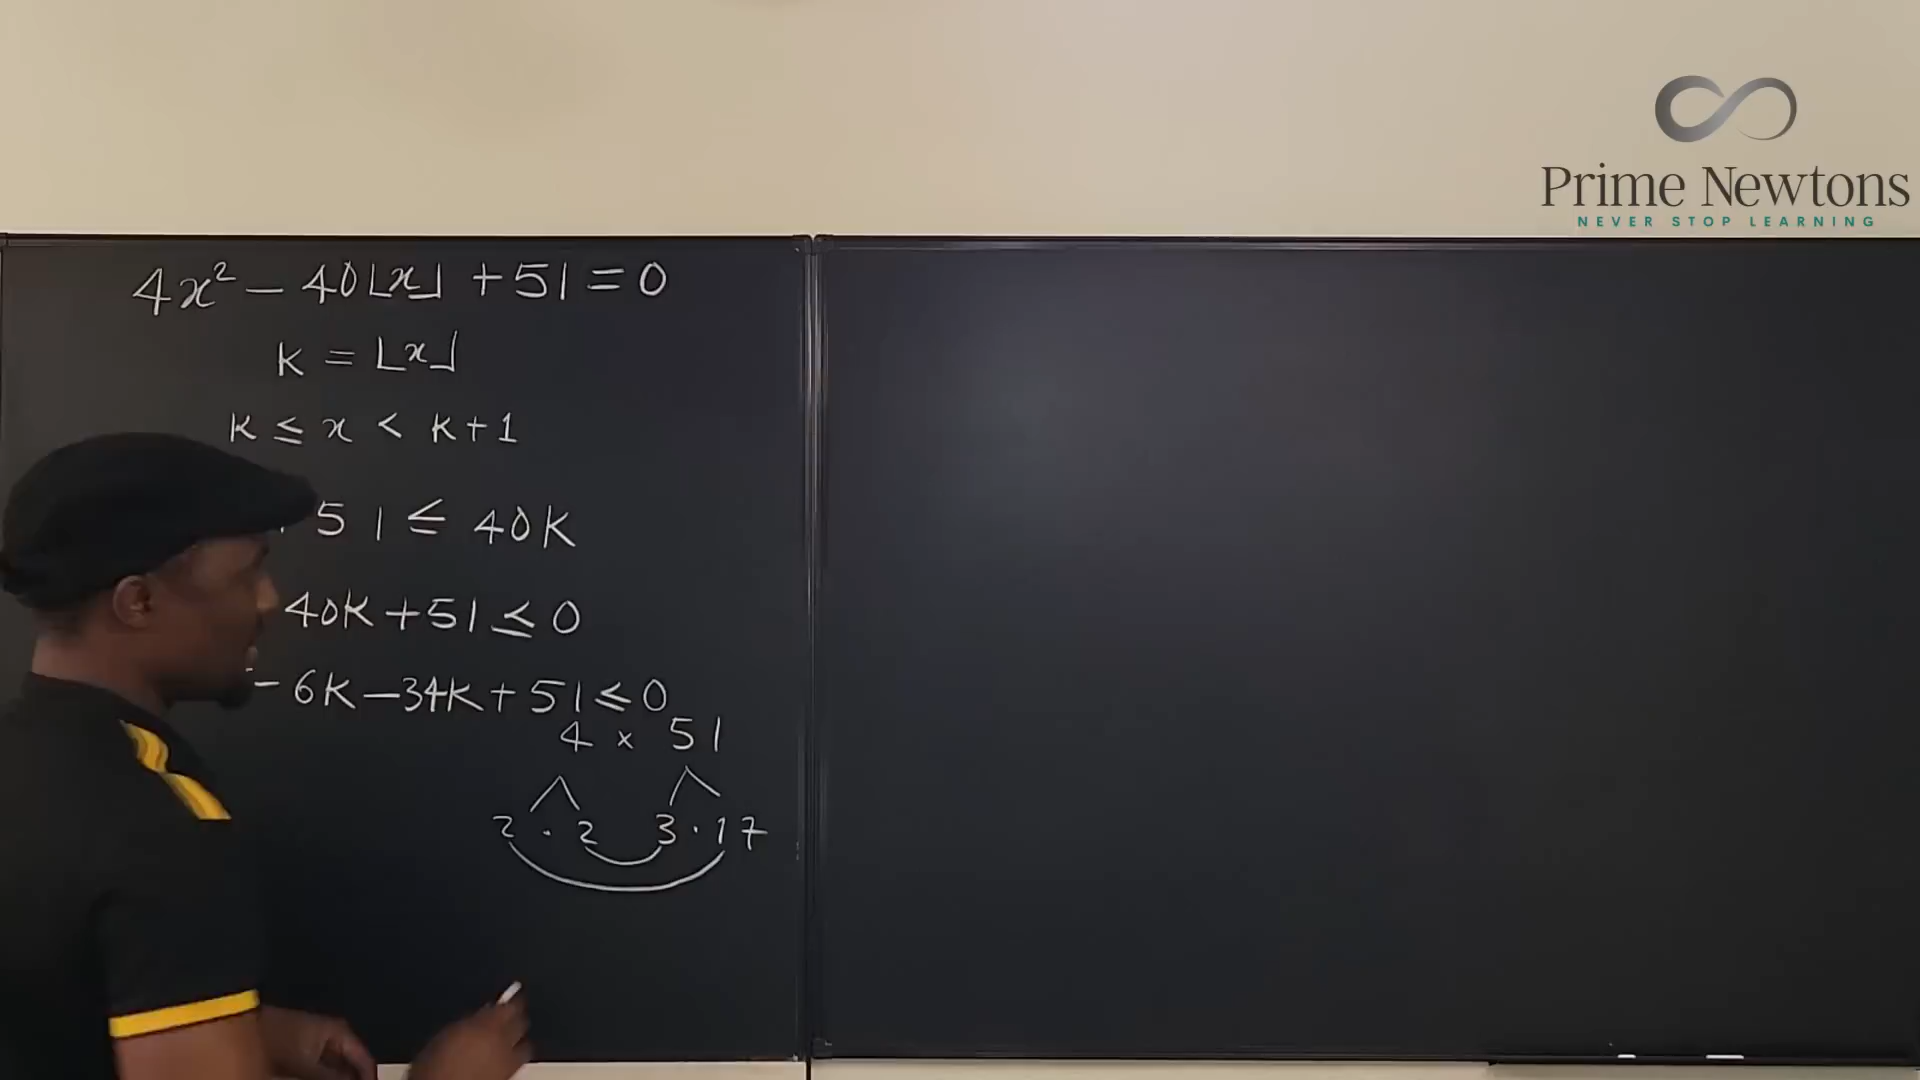 Prime Newtons
NEVER STOP LEARNING
4x² − 40⌊x⌋ + 51 = 0
k = ⌊x⌋
k ≤ x < k+1
51 ≤ 40k
40k + 51 ≤ 0
− 6k − 34k + 51 ≤ 0
4 × 51
2 · 2 3 · 17